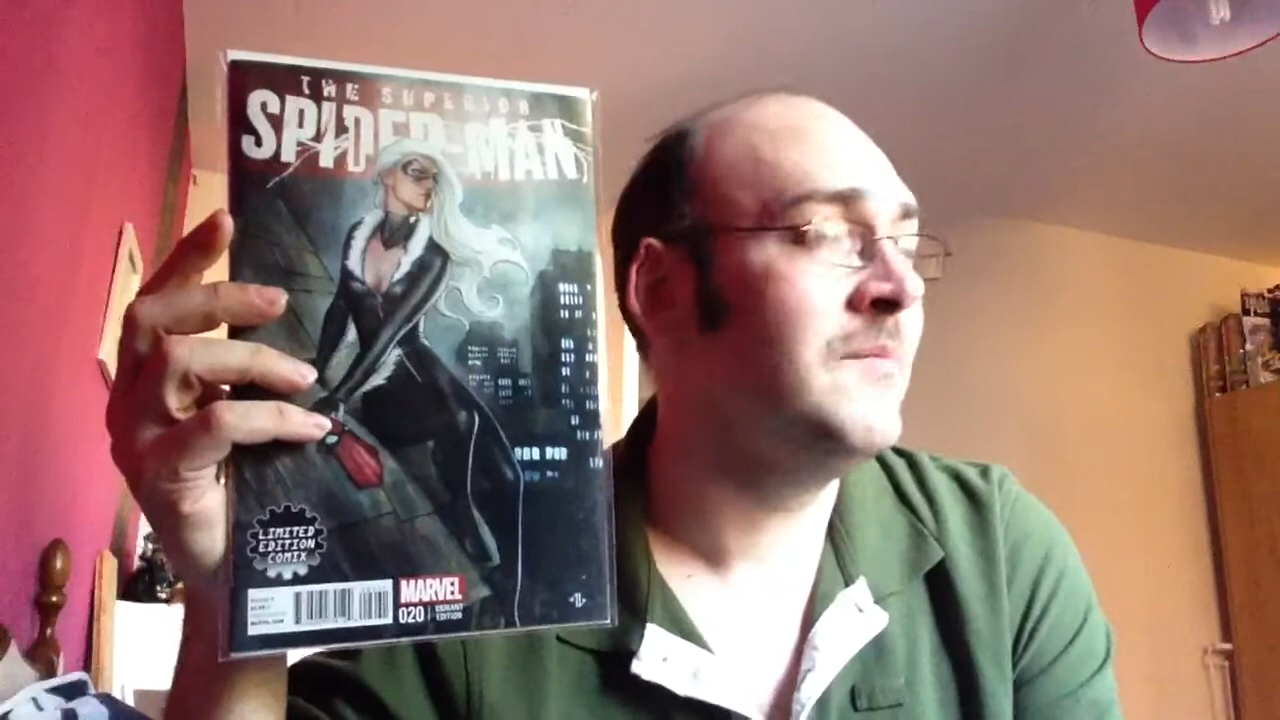 THE SUPERIOR
SPIDER-MAN
LIMITED
EDITION
COMIX
MARVEL
020
VARIANT
EDITION